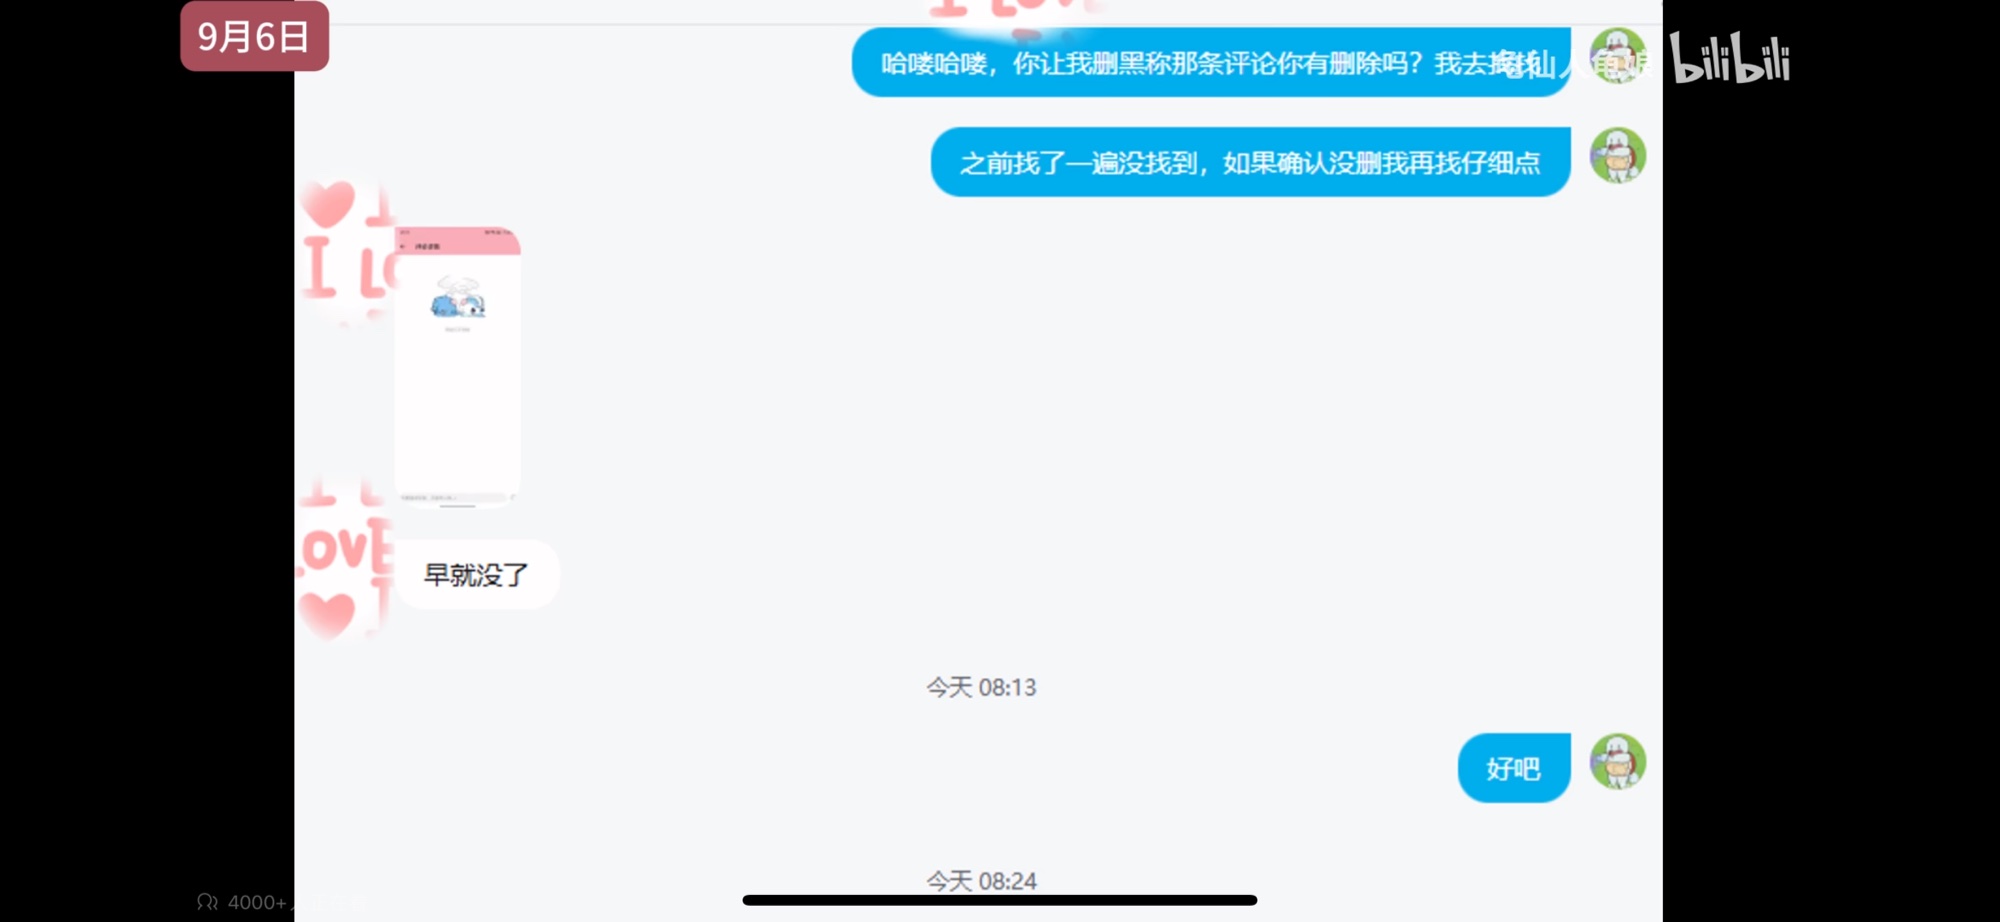 9月6日
I LOVE
哈喽哈喽，你让我删黑称那条评论你有删除吗？我去找找
bilibili
之前找了一遍没找到，如果确认没删我再找仔细点
I LO
LOVE
早就没了
今天 08:13
好吧
今天 08:24
4000+